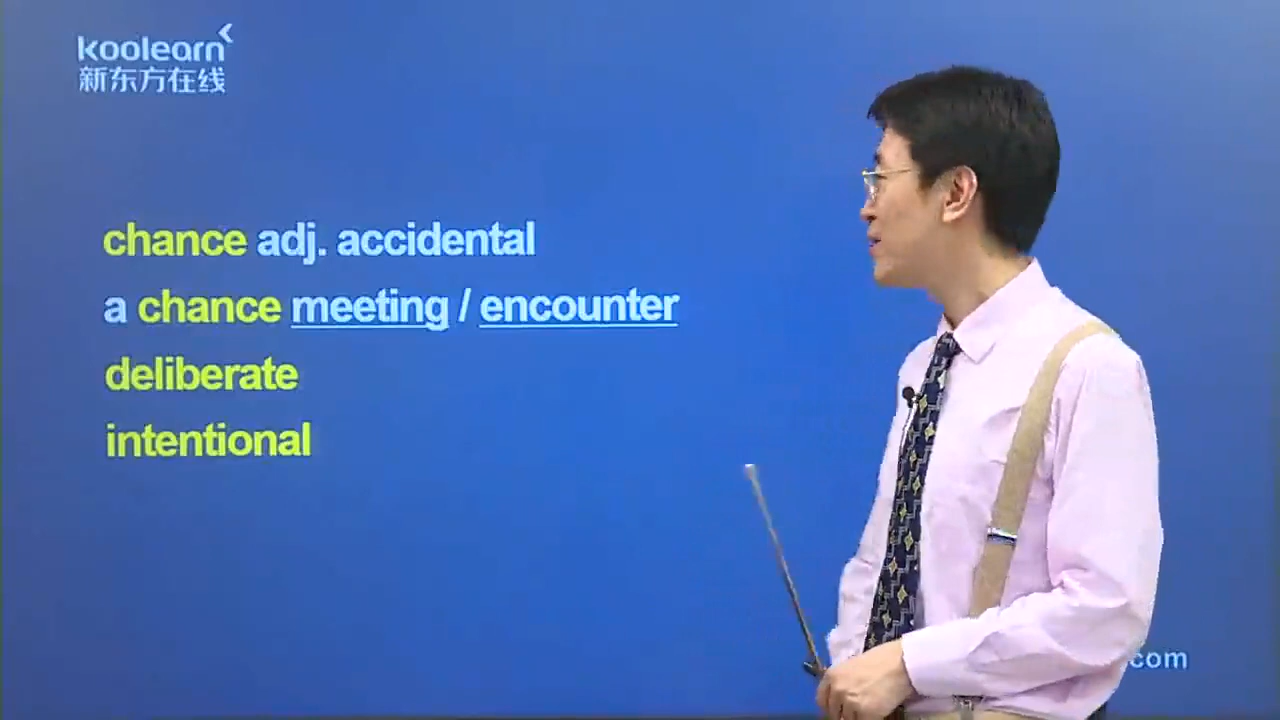 koolearn
新东方在线
chance adj. accidental
a chance meeting / encounter
deliberate
intentional
.com